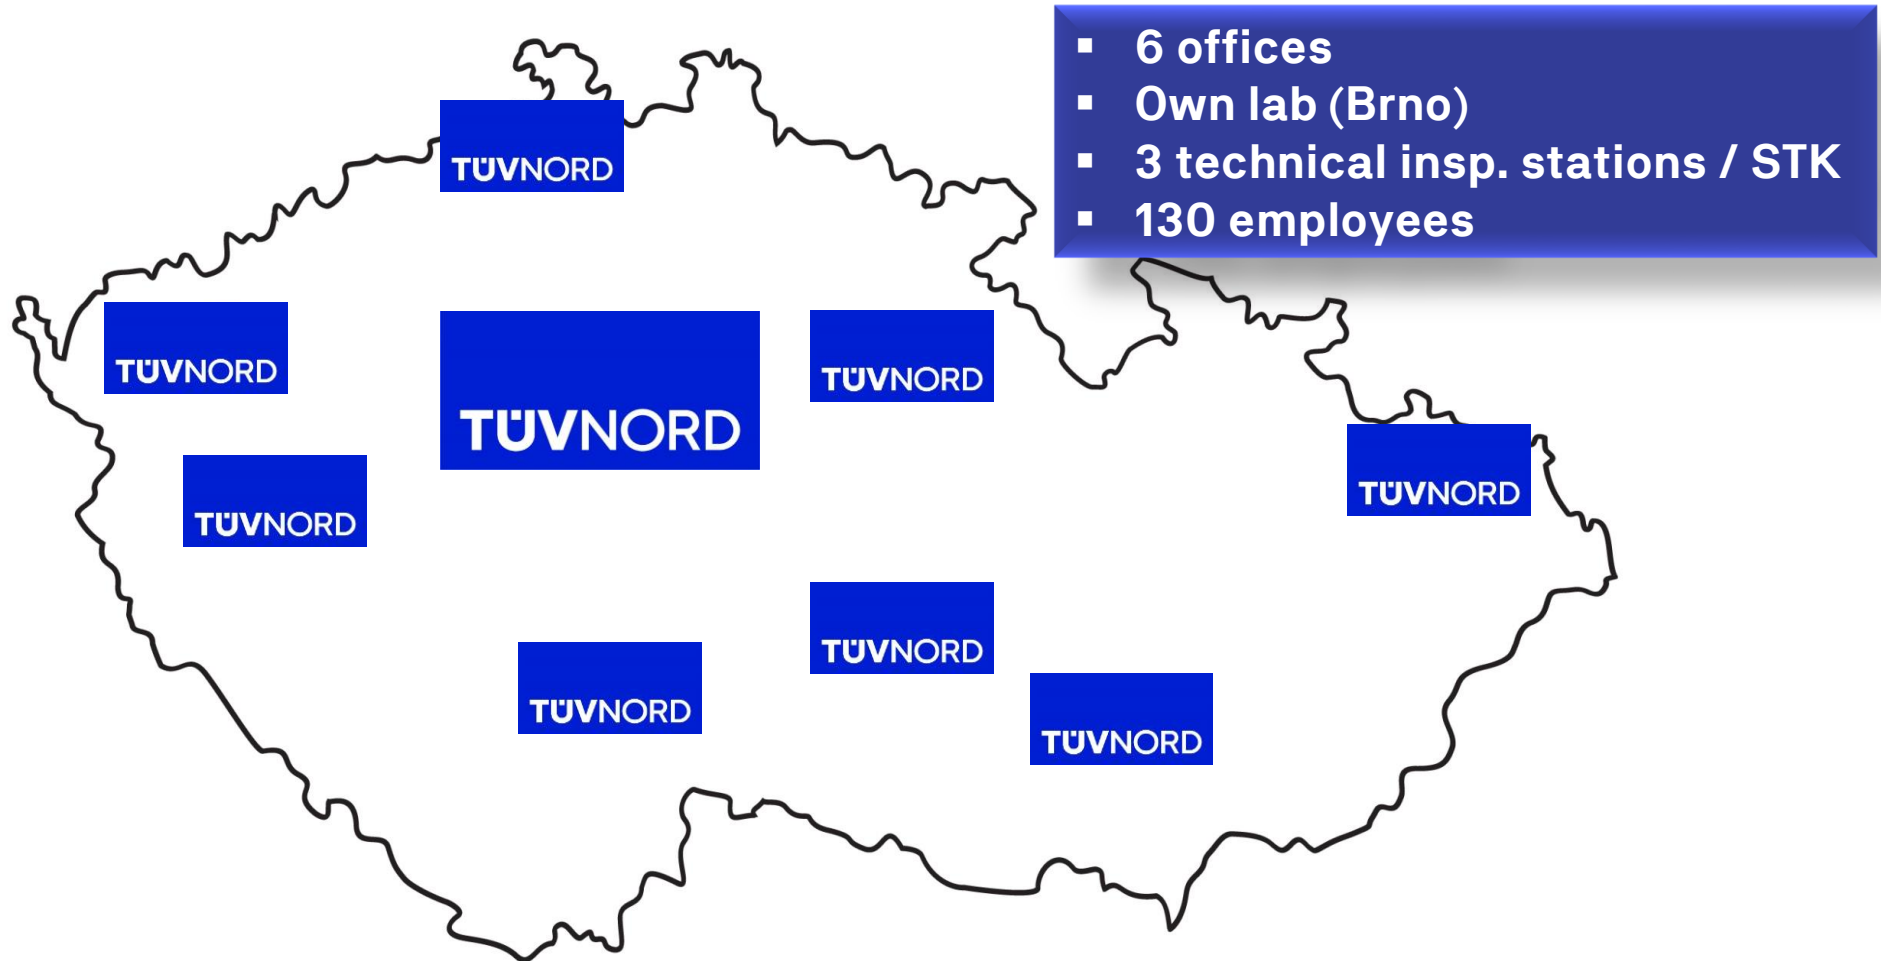 ▪ 6 offices
▪ Own lab (Brno)
▪ 3 technical insp. stations / STK
▪ 130 employees
TÜVNORD
TÜVNORD
TÜVNORD
TÜVNORD
TÜVNORD
TÜVNORD
TÜVNORD
TÜVNORD
TÜVNORD